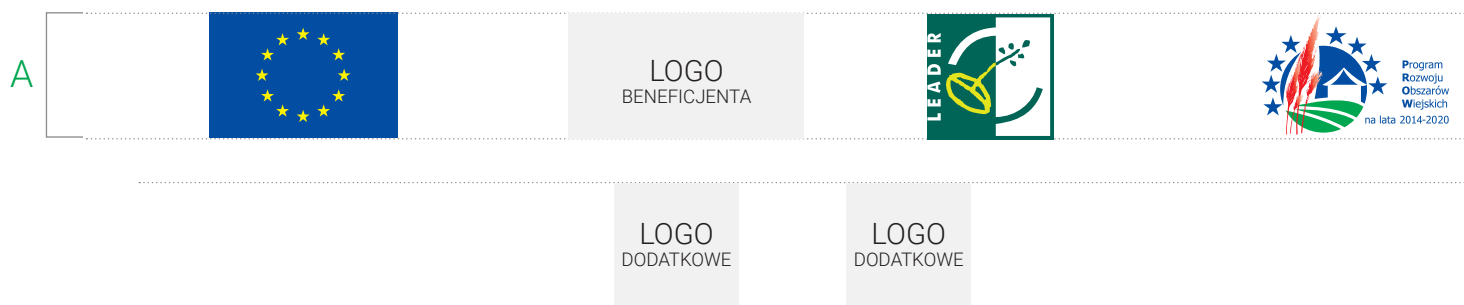 A
LOGO
BENEFICJENTA
LEADER
Program
Rozwoju
Obszarów
Wiejskich
na lata 2014-2020
LOGO
DODATKOWE
LOGO
DODATKOWE